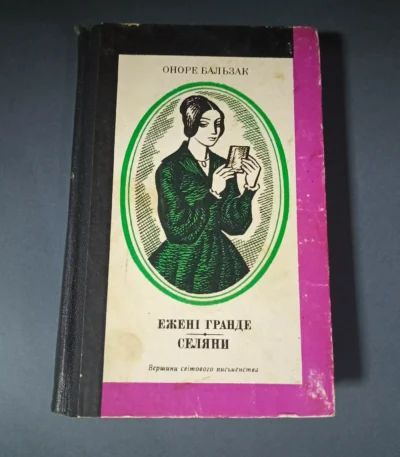 ОНОРЕ БАЛЬЗАК
ЕЖЕНІ ГРАНДЕ
СЕЛЯНИ
Вершини світового письменства